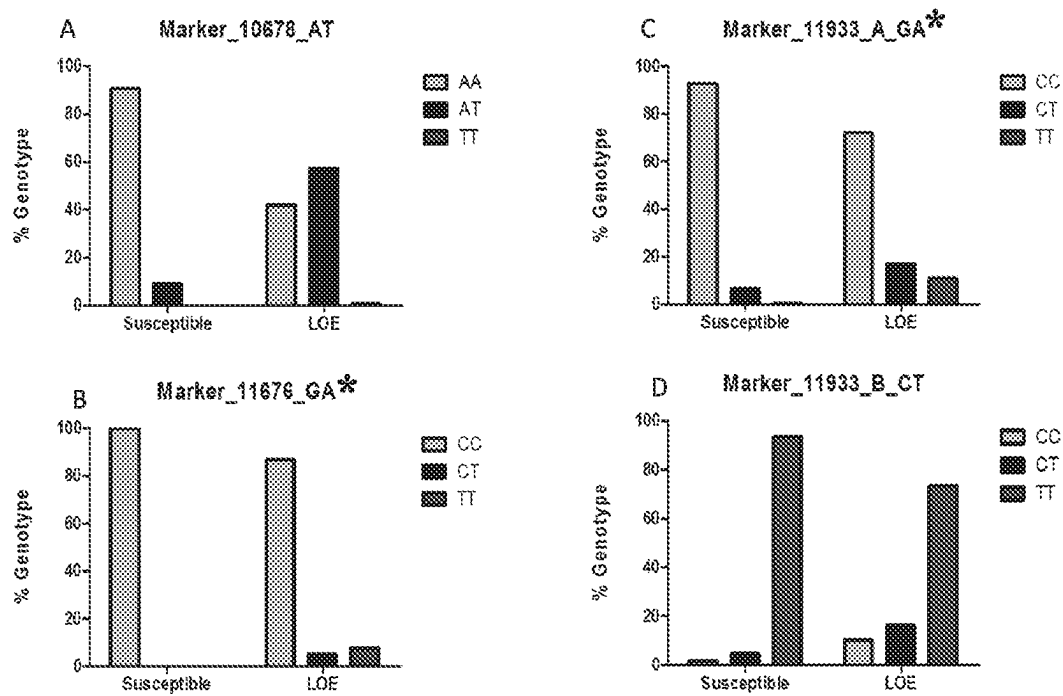 A
Marker_10678_AT
% Genotype
100
80
60
40
20
0
Susceptible
LOE
AA
AT
TT
C
Marker_11933_A_GA*
% Genotype
100
80
60
40
20
0
Susceptible
LOE
CC
CT
TT
B
Marker_11676_GA*
% Genotype
100
80
60
40
20
0
Susceptible
LOE
CC
CT
TT
D
Marker_11933_B_CT
% Genotype
100
80
60
40
20
0
Susceptible
LOE
CC
CT
TT